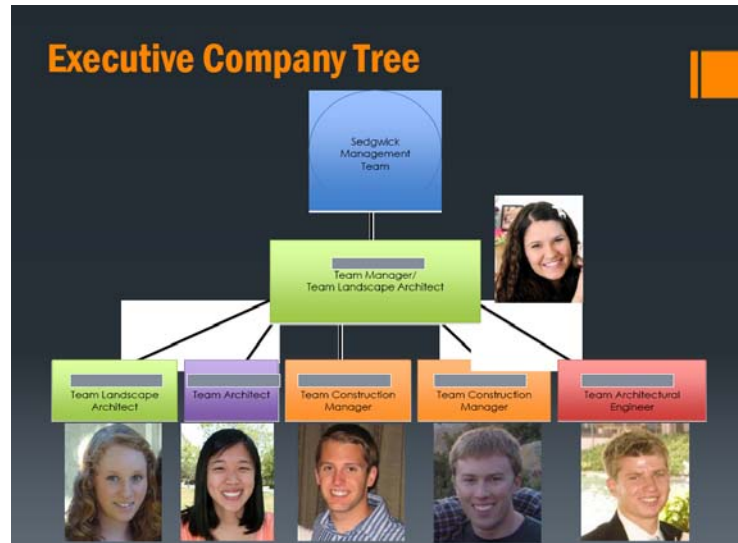 Executive Company Tree
Sedgwick
Management
Team
Team Manager/
Team Landscape Architect
Team Landscape
Architect
Team Architect
Team Construction
Manager
Team Construction
Manager
Team Architectural
Engineer